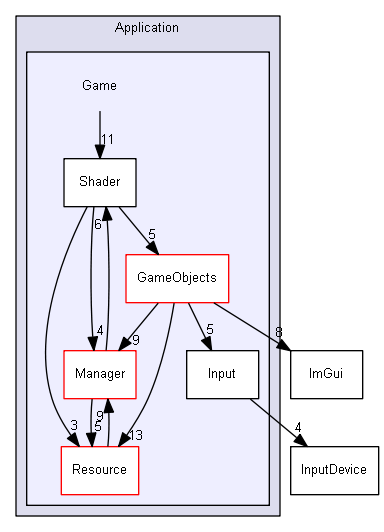 Application
Game
11
Shader
6
5
GameObjects
4
9
5
8
Manager
Input
ImGui
3
9
5
13
4
Resource
InputDevice